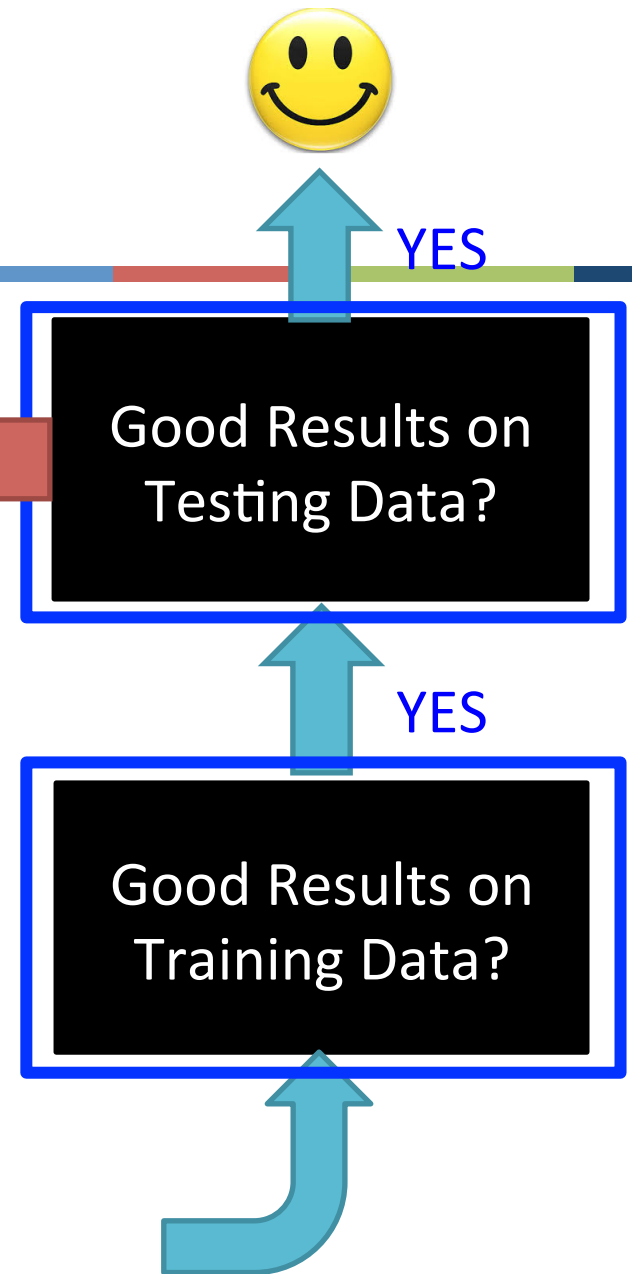 YES
Good Results on
Testing Data?
YES
Good Results on
Training Data?